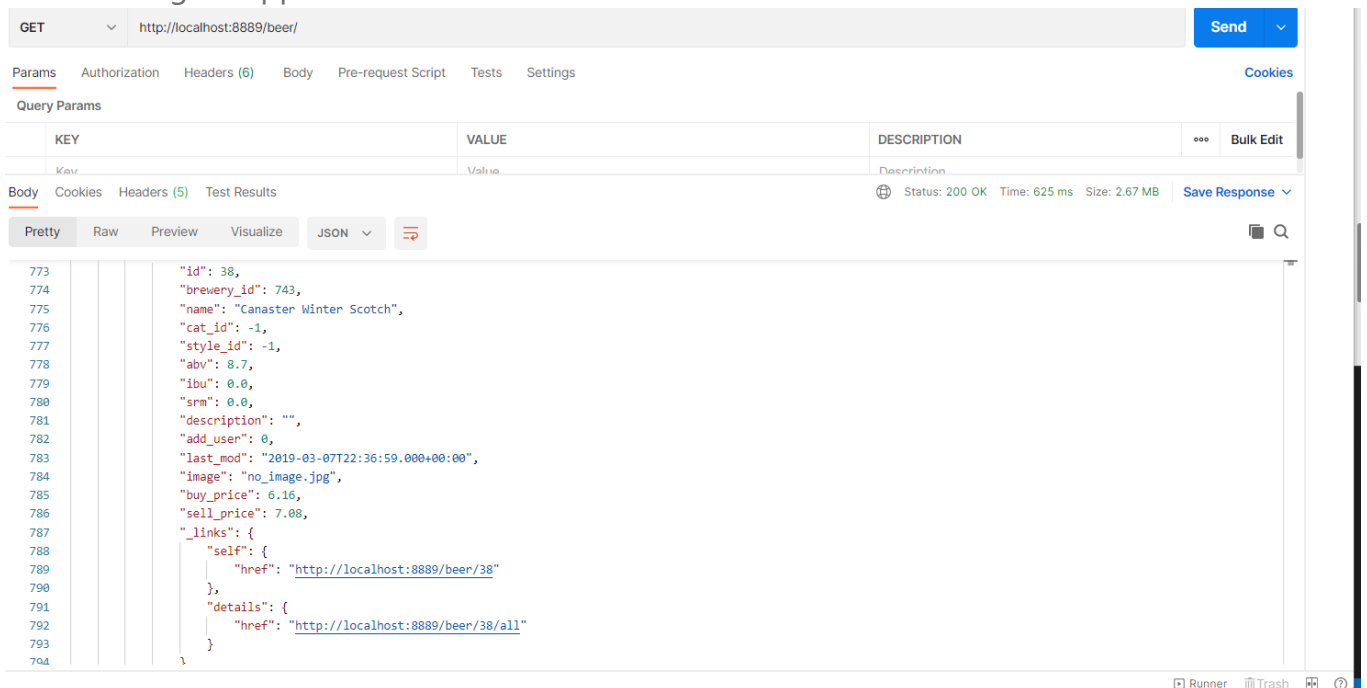 GET http://localhost:8889/beer/ Send
Params Authorization Headers (6) Body Pre-request Script Tests Settings Cookies
Query Params
KEY VALUE DESCRIPTION ooo Bulk Edit
Key Value Description
Body Cookies Headers (5) Test Results Status: 200 OK Time: 625 ms Size: 2.67 MB Save Response
Pretty Raw Preview Visualize JSON
773 "id": 38,
774 "brewery_id": 743,
775 "name": "Canaster Winter Scotch",
776 "cat_id": -1,
777 "style_id": -1,
778 "abv": 8.7,
779 "ibu": 0.0,
780 "srm": 0.0,
781 "description": "",
782 "add_user": 0,
783 "last_mod": "2019-03-07T22:36:59.000+00:00",
784 "image": "no_image.jpg",
785 "buy_price": 6.16,
786 "sell_price": 7.08,
787 "_links": {
788 "self": {
789 "href": "http://localhost:8889/beer/38"
790 },
791 "details": {
792 "href": "http://localhost:8889/beer/38/all"
793 }
794 }
Runner Trash